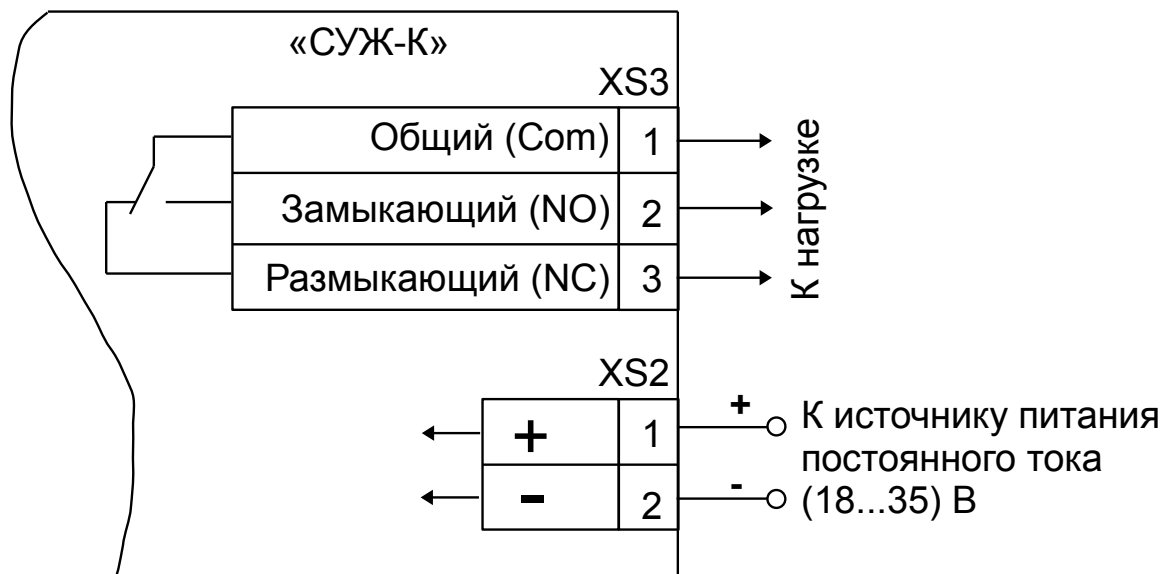 «СУЖ-К»
XS3
Общий (Com) 1
Замыкающий (NO) 2
Размыкающий (NC) 3
К нагрузке
XS2
+ 1 +
- 2 -
К источнику питания
постоянного тока
(18...35) В